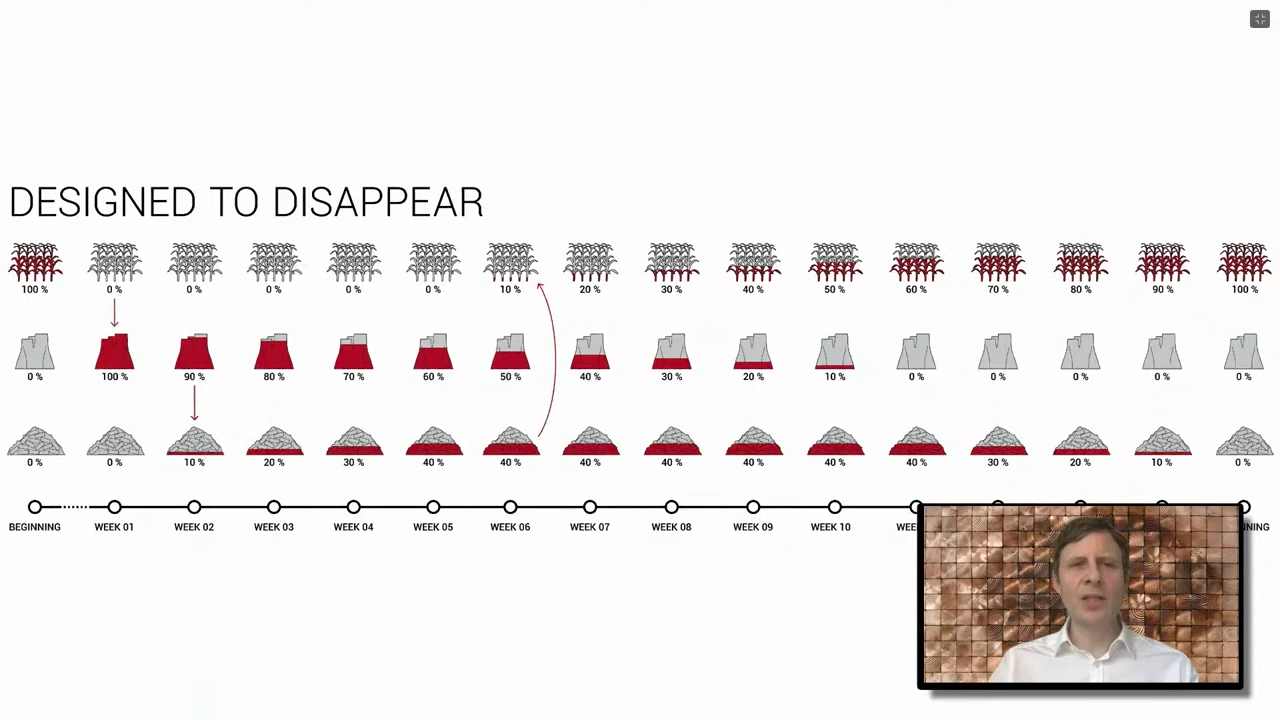 DESIGNED TO DISAPPEAR
100 % 0 % 0 % 0 % 0 % 0 % 10 % 20 % 30 % 40 % 50 % 60 % 70 % 80 % 90 % 100 %
0 % 100 % 90 % 80 % 70 % 60 % 50 % 40 % 30 % 20 % 10 % 0 % 0 % 0 % 0 % 0 %
0 % 0 % 10 % 20 % 30 % 40 % 40 % 40 % 40 % 40 % 40 % 40 % 30 % 20 % 10 % 0 %
BEGINNING WEEK 01 WEEK 02 WEEK 03 WEEK 04 WEEK 05 WEEK 06 WEEK 07 WEEK 08 WEEK 09 WEEK 10